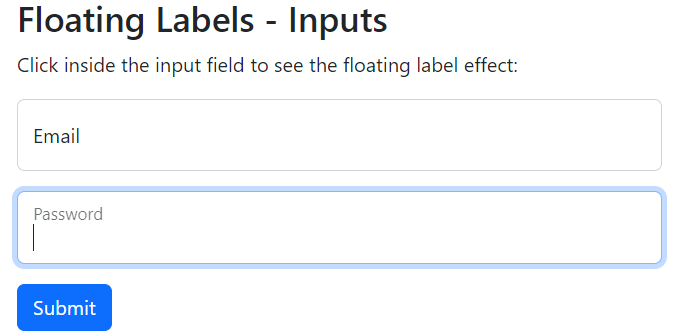 Floating Labels - Inputs
Click inside the input field to see the floating label effect:
Email
Password
Submit